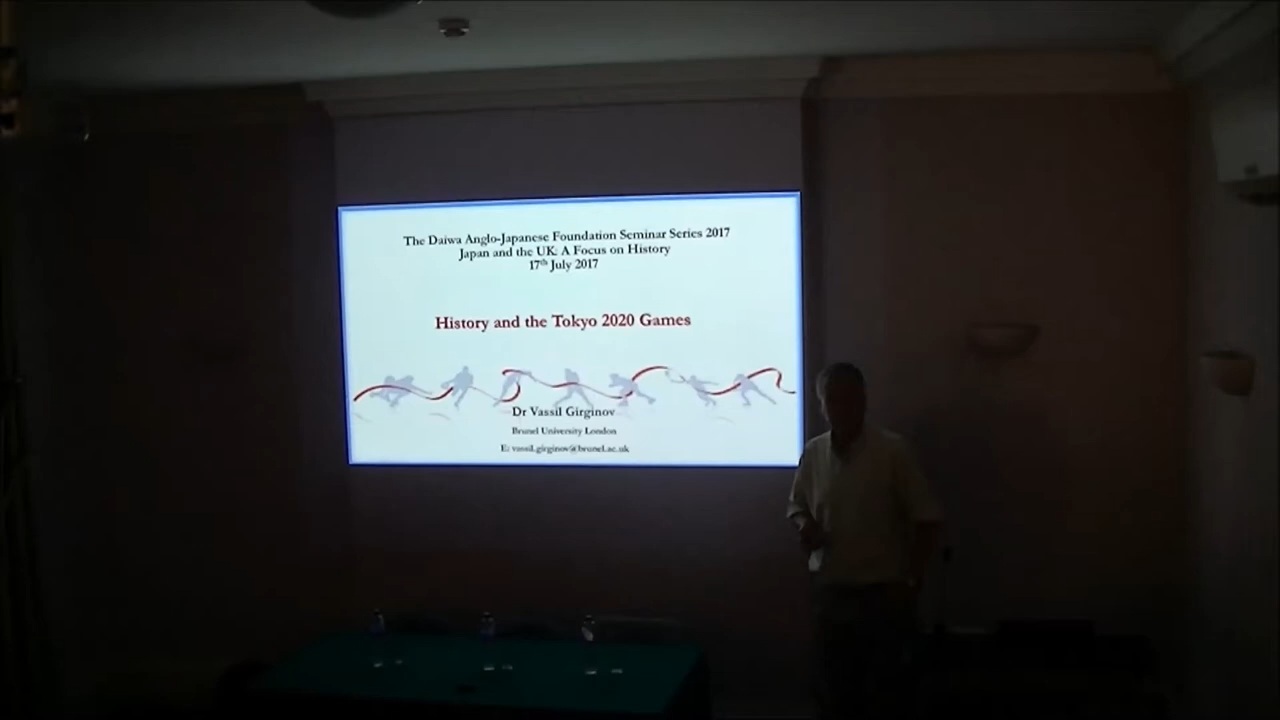 The Daiwa Anglo-Japanese Foundation Seminar Series 2017
Japan and the UK: A Focus on History
17th July 2017
History and the Tokyo 2020 Games
Dr Vassil Girginov
Brunel University London
E: vassil.girginov@brunel.ac.uk